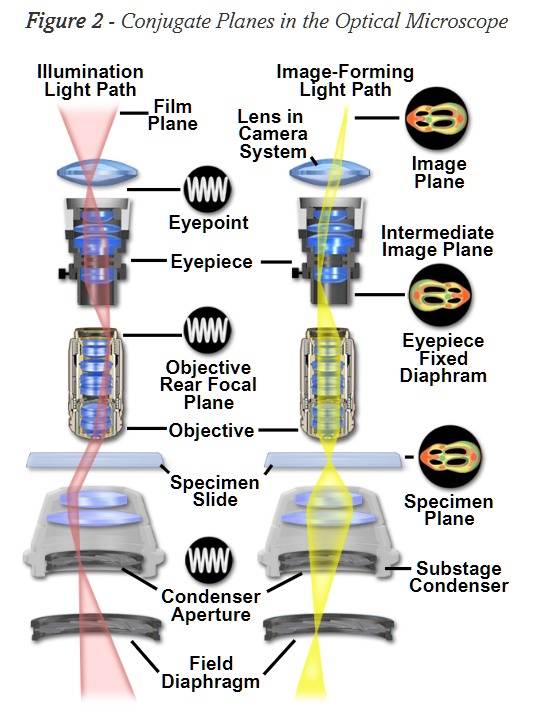 Figure 2 - Conjugate Planes in the Optical Microscope
Illumination
Light Path
Image-Forming
Light Path
Film
Plane
Lens in
Camera
System
Image
Plane
Eyepoint
Intermediate
Image Plane
Eyepiece
Eyepiece
Fixed
Diaphram
Objective
Rear Focal
Plane
Objective
Specimen
Slide
Specimen
Plane
Condenser
Aperture
Substage
Condenser
Field
Diaphragm